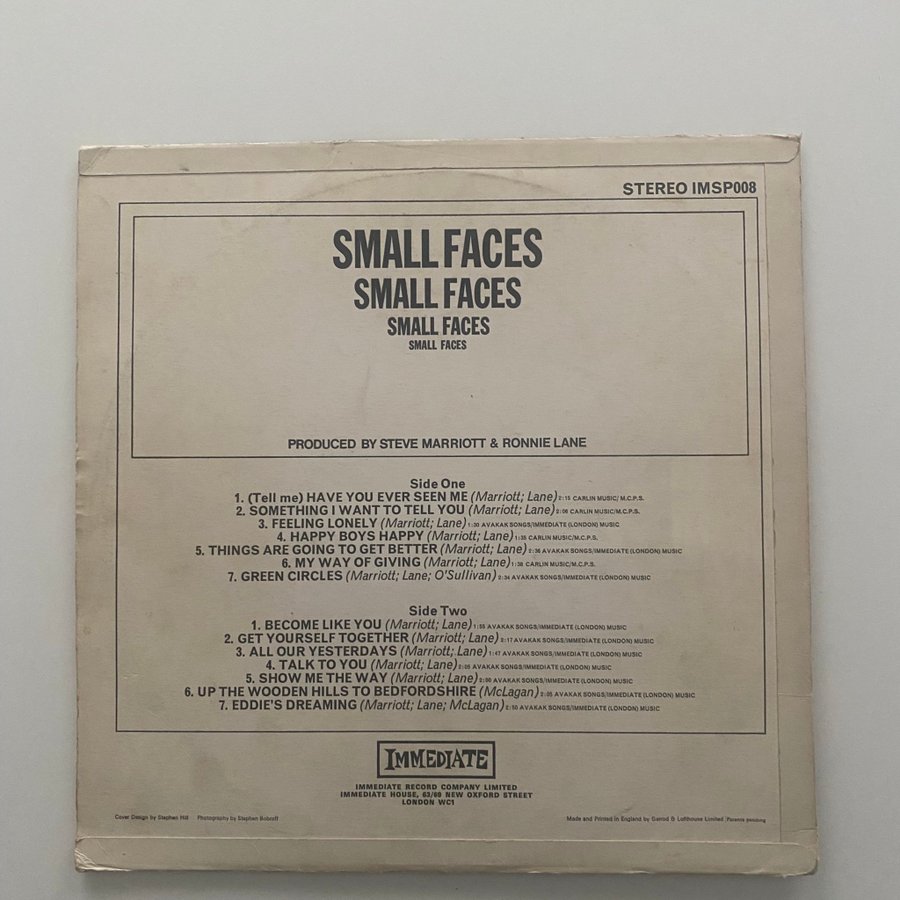 STEREO IMSP008
SMALL FACES
SMALL FACES
SMALL FACES
SMALL FACES
PRODUCED BY STEVE MARRIOTT & RONNIE LANE
Side One
1. (Tell me) HAVE YOU EVER SEEN ME (Marriott; Lane) 2:15 CARLIN MUSIC/ M.C.P.S.
2. SOMETHING I WANT TO TELL YOU (Marriott; Lane) 2:06 CARLIN MUSIC/M.C.P.S.
3. FEELING LONELY (Marriott; Lane) 1:30 AVAKAK SONGS/IMMEDIATE (LONDON) MUSIC
4. HAPPY BOYS HAPPY (Marriott; Lane) 1:35 CARLIN MUSIC/M.C.P.S.
5. THINGS ARE GOING TO GET BETTER (Marriott; Lane) 2:36 AVAKAK SONGS/IMMEDIATE (LONDON) MUSIC
6. MY WAY OF GIVING (Marriott; Lane) 1:58 CARLIN MUSIC/M.C.P.S.
7. GREEN CIRCLES (Marriott; Lane; O'Sullivan) 2:34 AVAKAK SONGS/IMMEDIATE (LONDON) MUSIC
Side Two
1. BECOME LIKE YOU (Marriott; Lane) 1:55 AVAKAK SONGS/IMMEDIATE (LONDON) MUSIC
2. GET YOURSELF TOGETHER (Marriott; Lane) 2:17 AVAKAK SONGS/IMMEDIATE (LONDON) MUSIC
3. ALL OUR YESTERDAYS (Marriott; Lane) 1:47 AVAKAK SONGS/IMMEDIATE (LONDON) MUSIC
4. TALK TO YOU (Marriott; Lane) 2:05 AVAKAK SONGS/IMMEDIATE (LONDON) MUSIC
5. SHOW ME THE WAY (Marriott; Lane) AVAKAK SONGS/IMMEDIATE (LONDON) MUSIC
6. UP THE WOODEN HILLS TO BEDFORDSHIRE (McLagan) 2:05 AVAKAK SONGS/IMMEDIATE (LONDON) MUSIC
7. EDDIE'S DREAMING (Marriott; Lane; McLagan) 2:50 AVAKAK SONGS/IMMEDIATE (LONDON) MUSIC
IMMEDIATE
IMMEDIATE RECORD COMPANY LIMITED
IMMEDIATE HOUSE, 63/69 NEW OXFORD STREET
LONDON WC1
Cover Design by Stephen Hill Photography by Stephen Bobroff
Made and Printed in England by Garrod & Lofthouse Limited Patents pending